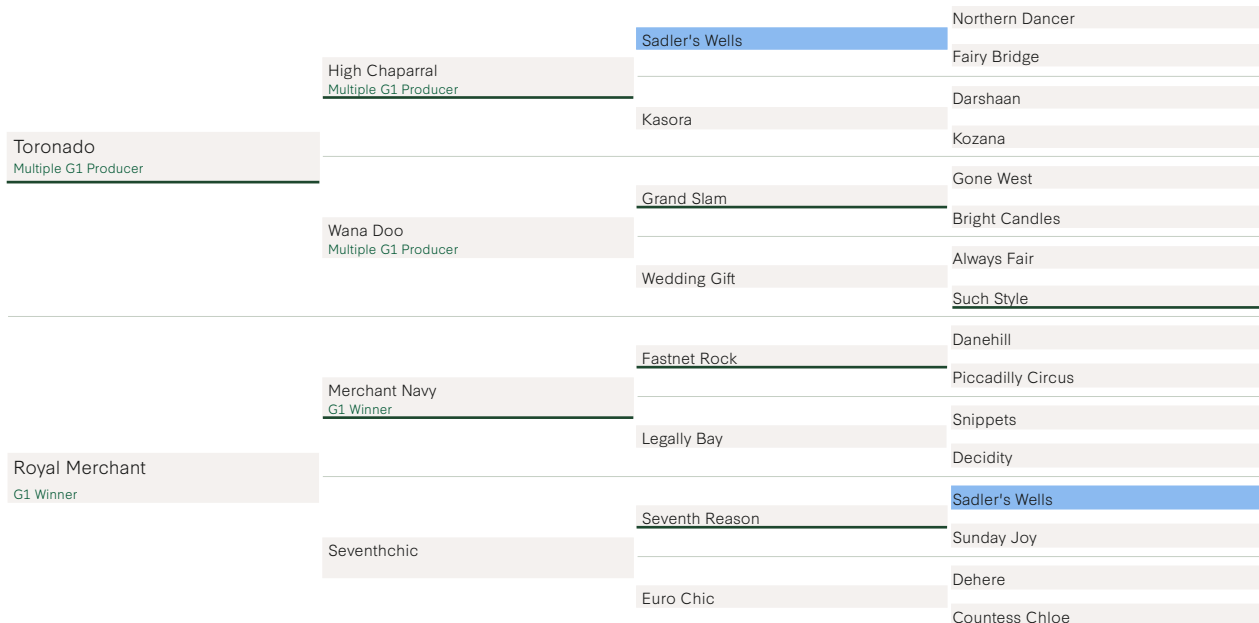 Toronado
Multiple G1 Producer
Royal Merchant
G1 Winner
High Chaparral
Multiple G1 Producer
Wana Doo
Multiple G1 Producer
Merchant Navy
G1 Winner
Seventhchic
Sadler's Wells
Kasora
Grand Slam
Wedding Gift
Fastnet Rock
Legally Bay
Seventh Reason
Euro Chic
Northern Dancer
Fairy Bridge
Darshaan
Kozana
Gone West
Bright Candles
Always Fair
Such Style
Danehill
Piccadilly Circus
Snippets
Decidity
Sadler's Wells
Sunday Joy
Dehere
Countess Chloe